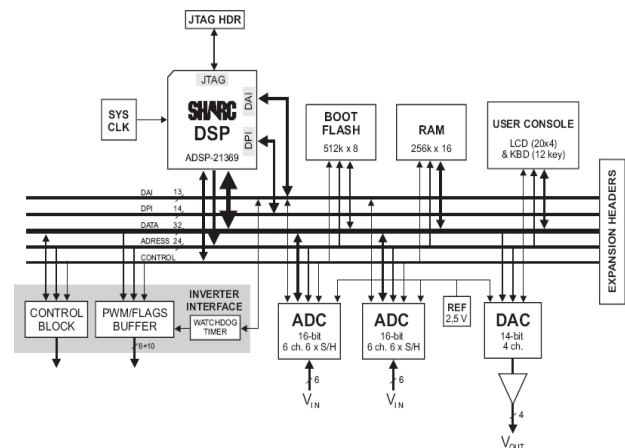 JTAG HDR
JTAG
SHARC
DSP
ADSP-21369
DAI
DPI
SYS
CLK
BOOT
FLASH
512k x 8
RAM
256k x 16
USER CONSOLE
LCD (20x4)
& KBD (12 key)
EXPANSION HEADERS
DAI 13
DPI 14
DATA 32
ADRESS 24
CONTROL
INVERTER
INTERFACE
CONTROL
BLOCK
PWM/FLAGS
BUFFER
WATCHDOG
TIMER
6+10
ADC
16-bit
6 ch. 6 x S/H
6
VIN
ADC
16-bit
6 ch. 6 x S/H
6
VIN
REF
2,5 V
DAC
14-bit
4 ch.
4
VOUT